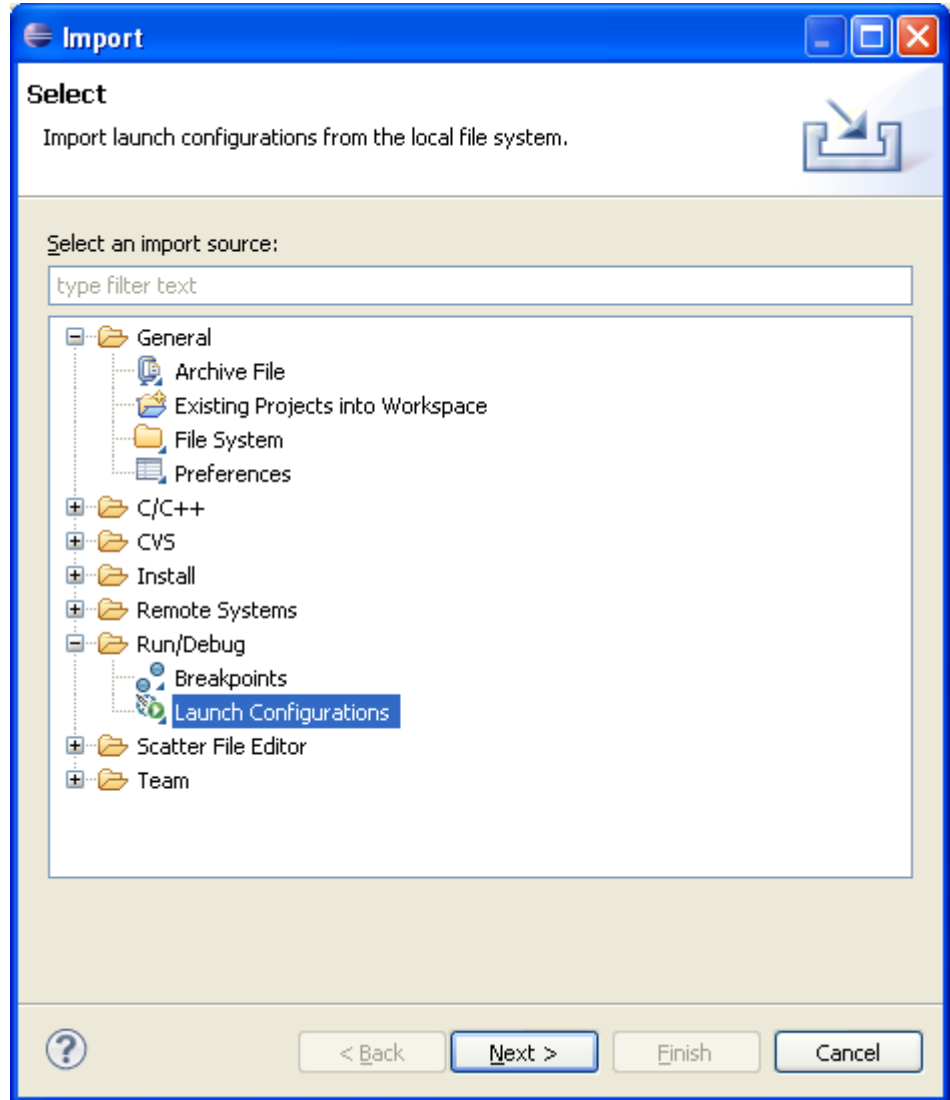 Import
Select
Import launch configurations from the local file system.
Select an import source:
type filter text
General
Archive File
Existing Projects into Workspace
File System
Preferences
C/C++
CVS
Install
Remote Systems
Run/Debug
Breakpoints
Launch Configurations
Scatter File Editor
Team
? < Back Next > Finish Cancel